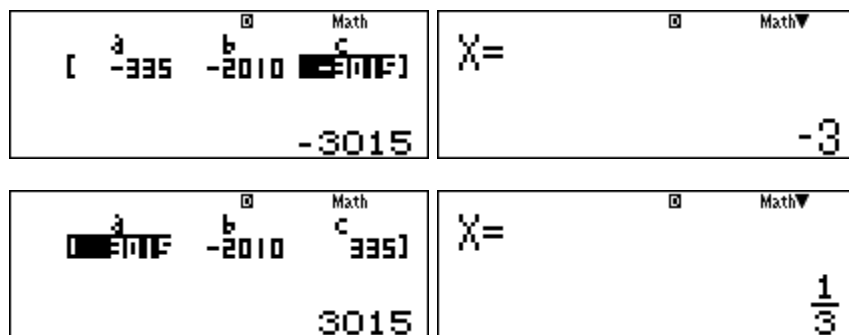 D Math
a b c
[ -335 -2010 -3015]
-3015
D Math▼
X=
-3
D Math
a b c
[ 3015 -2010 335]
3015
D Math▼
X=
1
3